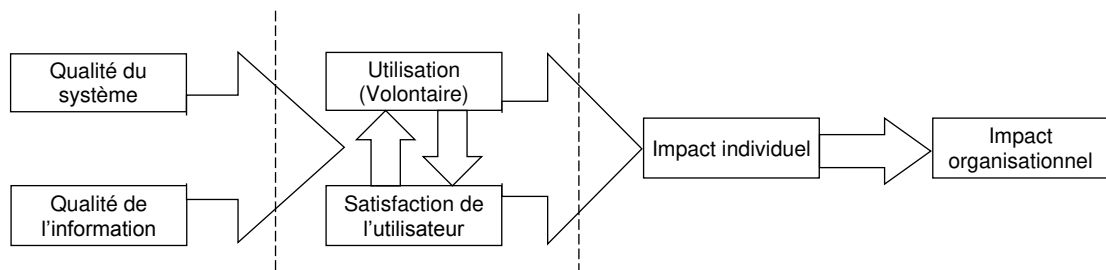 Qualité du
système
Utilisation
(Volontaire)
Impact individuel
Impact
organisationnel
Qualité de
l’information
Satisfaction de
l’utilisateur